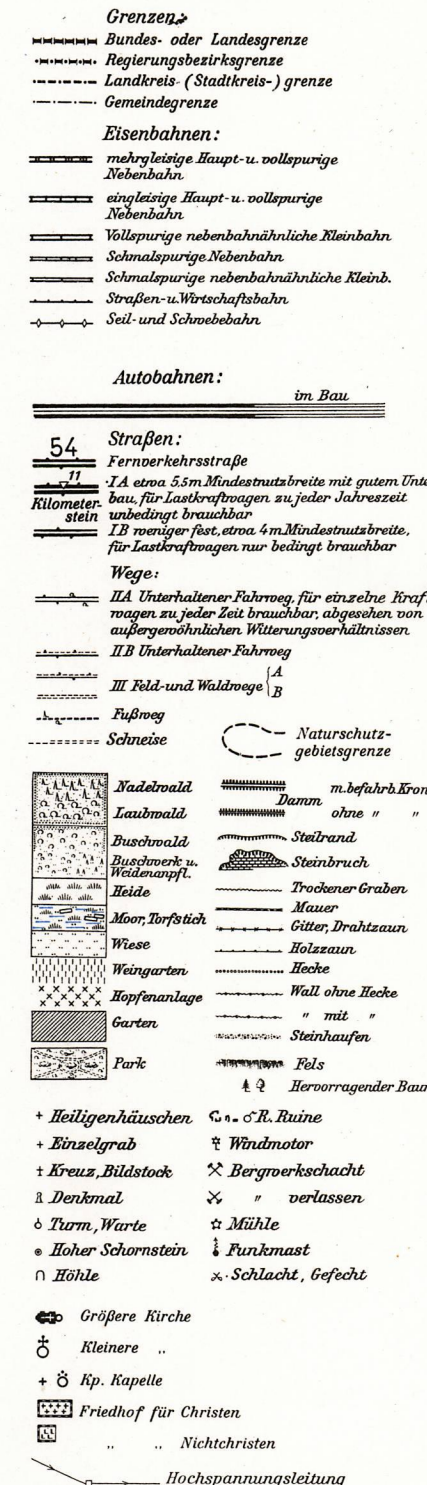 Grenzen:
Bundes- oder Landesgrenze
Regierungsbezirksgrenze
Landkreis- (Stadtkreis-) grenze
Gemeindegrenze
Eisenbahnen:
mehrgleisige Haupt- u. vollspurige
Nebenbahn
eingleisige Haupt- u. vollspurige
Nebenbahn
Vollspurige nebenbahnähnliche Kleinbahn
Schmalspurige Nebenbahn
Schmalspurige nebenbahnähnliche Kleinb.
Straßen- u. Wirtschaftsbahn
Seil- und Schwebebahn
Autobahnen:
im Bau
54 Straßen:
Fernverkehrsstraße
11
Kilometer-
stein
IA etwa 5,5m Mindestnutzbreite mit gutem Unte
bau, für Lastkraftwagen zu jeder Jahreszeit
unbedingt brauchbar
IB weniger fest, etwa 4m Mindestnutzbreite,
für Lastkraftwagen nur bedingt brauchbar
Wege:
IIA Unterhaltener Fahrweg, für einzelne Kraf
wagen zu jeder Zeit brauchbar, abgesehen von
außergewöhnlichen Witterungsverhältnissen
IIB Unterhaltener Fahrweg
III Feld- und Waldwege { A
B
Fußweg
Schneise
Naturschutz-
gebietsgrenze
Nadelwald
Laubwald
Buschwald
Buschwerk u.
Weidenanpfl.
Heide
Moor, Torfstich
Wiese
Weingarten
Hopfenanlage
Garten
Park
m. befahrb. Kron
Damm
ohne " "
Steilrand
Steinbruch
Trockener Graben
Mauer
Gitter, Drahtzaun
Holzzaun
Hecke
Wall ohne Hecke
" mit "
Steinhaufen
Fels
Hervorragender Baum
Heiligenhäuschen
Einzelgrab
Kreuz, Bildstock
Denkmal
Turm, Warte
Hoher Schornstein
Höhle
R. Ruine
Windmotor
Bergwerkschacht
" verlassen
Mühle
Funkmast
Schlacht, Gefecht
Größere Kirche
Kleinere "
Kp. Kapelle
Friedhof für Christen
" " Nichtchristen
Hochspannungsleitung